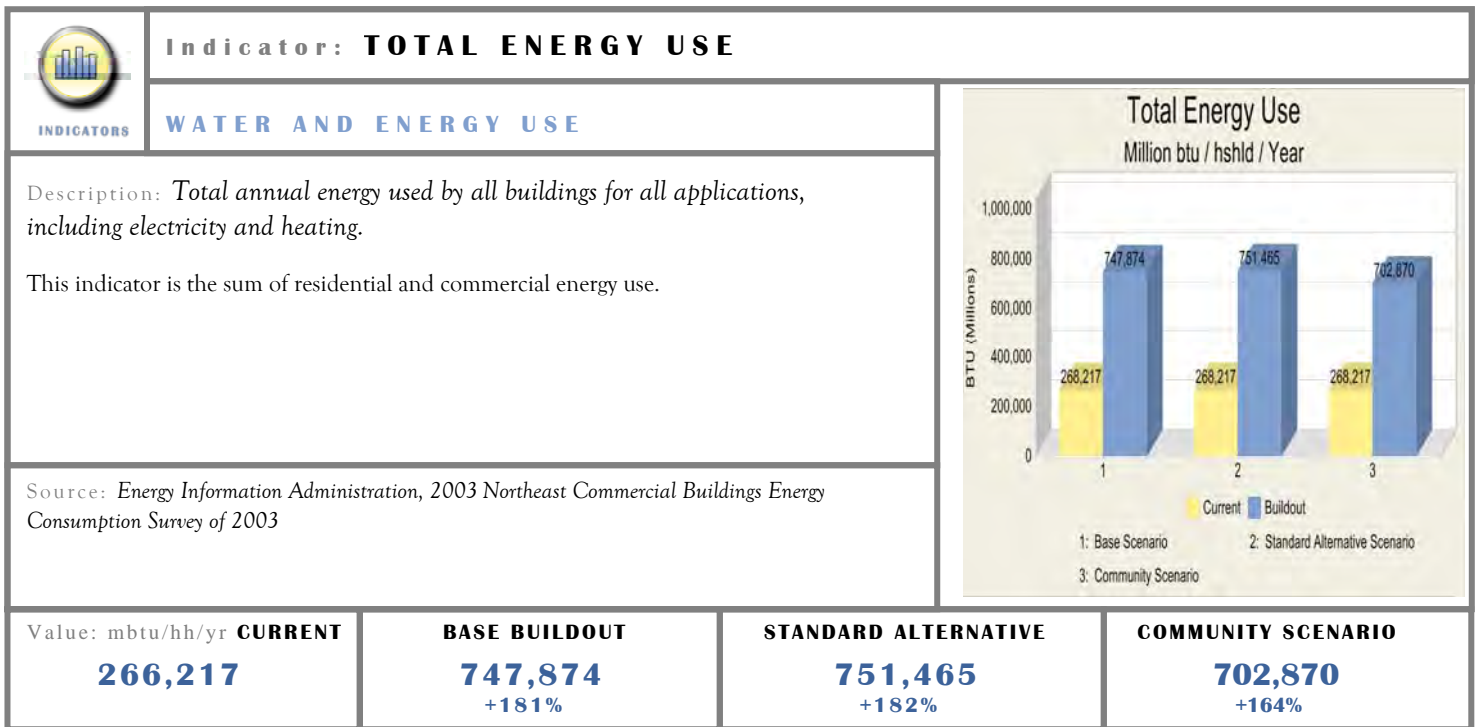 INDICATORS
Indicator: TOTAL ENERGY USE
WATER AND ENERGY USE
Description: Total annual energy used by all buildings for all applications,
including electricity and heating.
This indicator is the sum of residential and commercial energy use.
Source: Energy Information Administration, 2003 Northeast Commercial Buildings Energy
Consumption Survey of 2003
Total Energy Use
Million btu / hshld / Year
BTU (Millions)
1,000,000
800,000
600,000
400,000
200,000
0
268,217
747,874
268,217
751,465
268,217
702,870
1
2
3
Current Buildout
1: Base Scenario 2: Standard Alternative Scenario
3: Community Scenario
Value: mbtu/hh/yr CURRENT
266,217
BASE BUILDOUT
747,874
+181%
STANDARD ALTERNATIVE
751,465
+182%
COMMUNITY SCENARIO
702,870
+164%